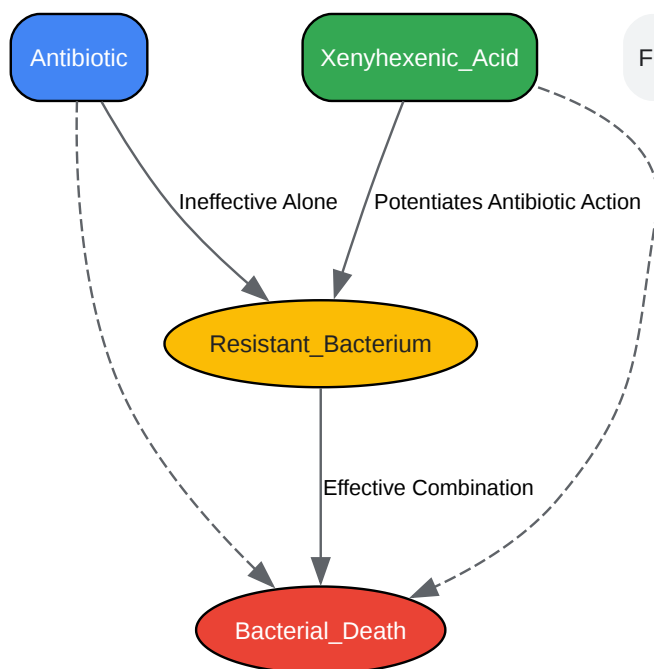 Antibiotic
Xenyhexenic_Acid
F
Ineffective Alone
Potentiates Antibiotic Action
Resistant_Bacterium
Effective Combination
Bacterial_Death